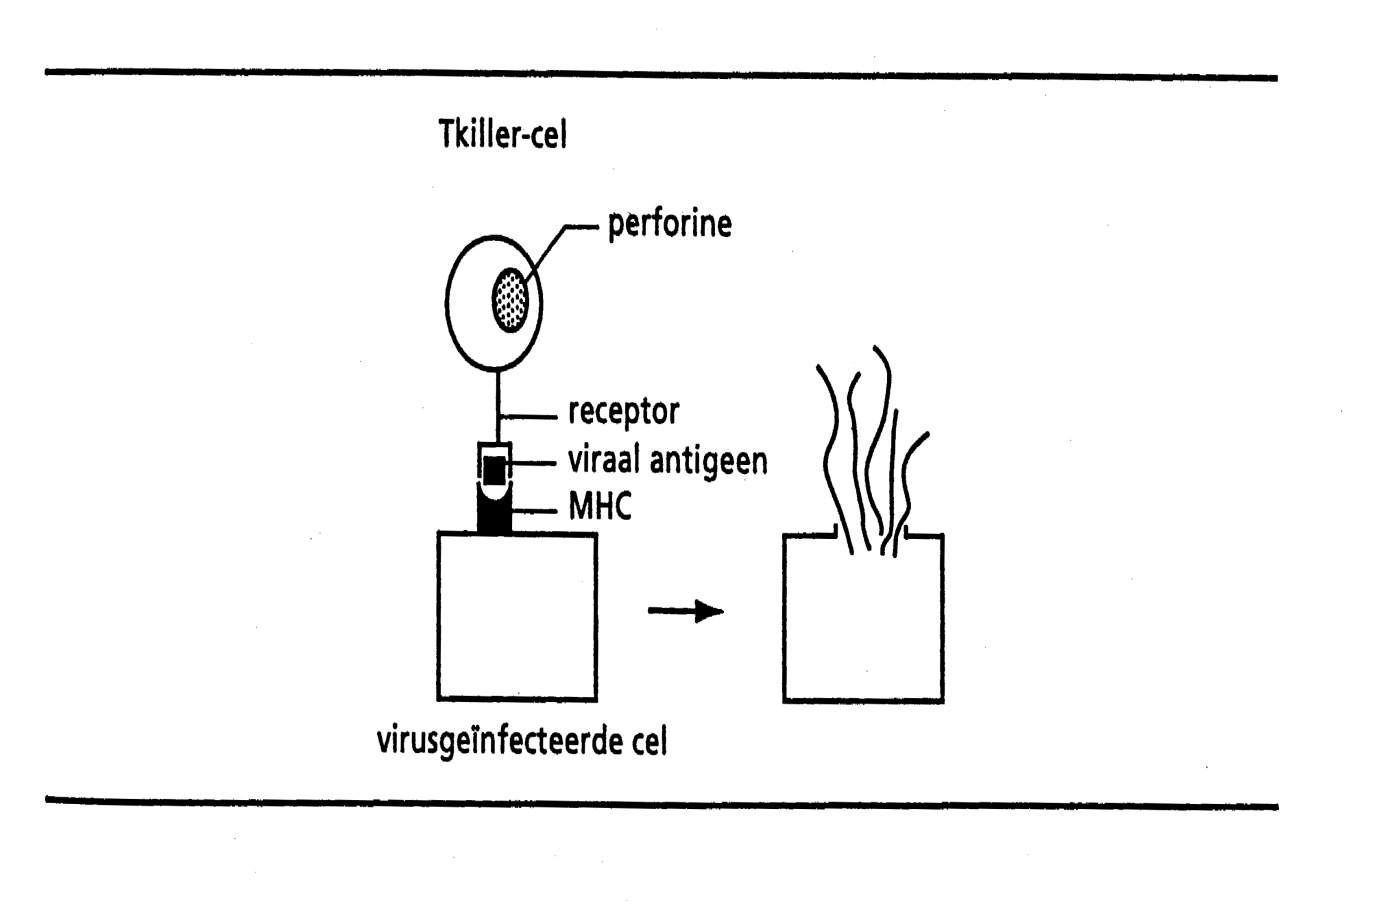 Tkiller-cel
perforine
receptor
viraal antigeen
MHC
virusgeïnfecteerde cel